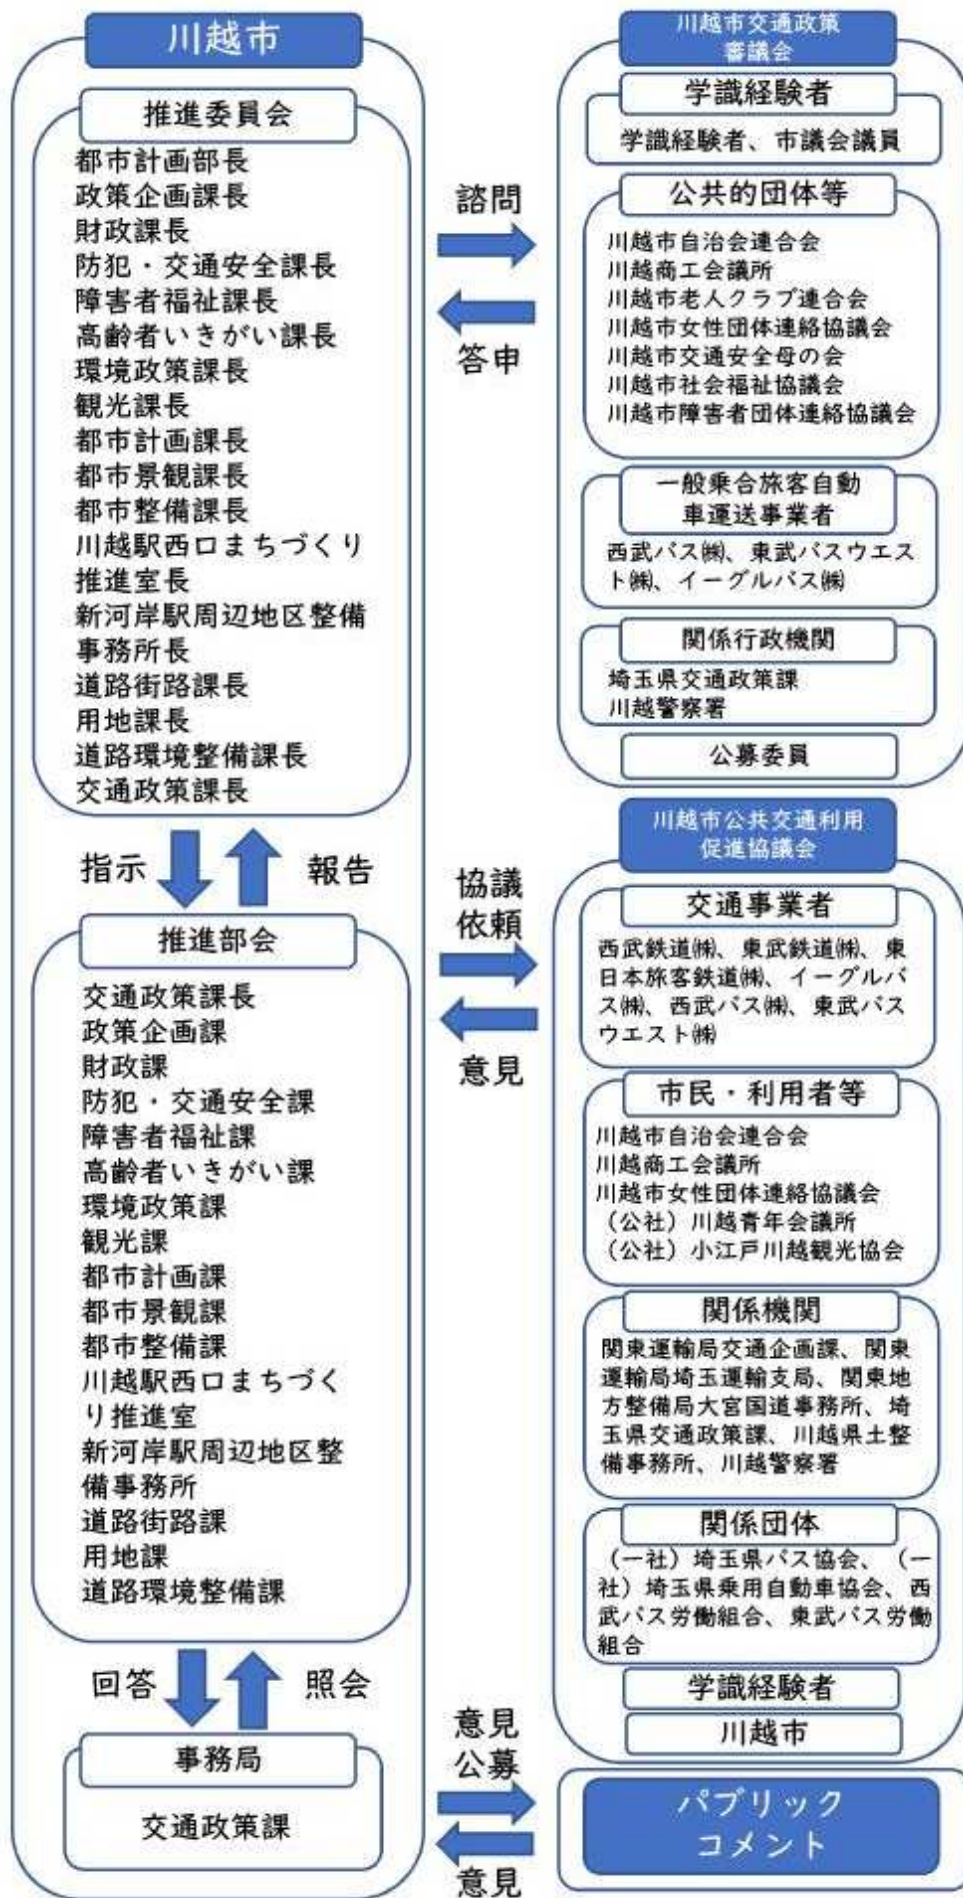 川越市
推進委員会
都市計画部長
政策企画課長
財政課長
防犯・交通安全課長
障害者福祉課長
高齢者いきがい課長
環境政策課長
観光課長
都市計画課長
都市景観課長
都市整備課長
川越駅西口まちづくり
推進室長
新河岸駅周辺地区整備
事務所長
道路街路課長
用地課長
道路環境整備課長
交通政策課長
指示
報告
推進部会
交通政策課長
政策企画課
財政課
防犯・交通安全課
障害者福祉課
高齢者いきがい課
環境政策課
観光課
都市計画課
都市景観課
都市整備課
川越駅西口まちづく
り推進室
新河岸駅周辺地区整
備事務所
道路街路課
用地課
道路環境整備課
回答
照会
事務局
交通政策課
諮問
答申
協議
依頼
意見
意見
公募
意見
川越市交通政策
審議会
学識経験者
学識経験者、市議会議員
公共的団体等
川越市自治会連合会
川越商工会議所
川越市老人クラブ連合会
川越市女性団体連絡協議会
川越市交通安全母の会
川越市社会福祉協議会
川越市障害者団体連絡協議会
一般乗合旅客自動
車運送事業者
西武バス㈱、東武バスウエス
ト㈱、イーグルバス㈱
関係行政機関
埼玉県交通政策課
川越警察署
公募委員
川越市公共交通利用
促進協議会
交通事業者
西武鉄道㈱、東武鉄道㈱、東
日本旅客鉄道㈱、イーグルバ
ス㈱、西武バス㈱、東武バス
ウエスト㈱
市民・利用者等
川越市自治会連合会
川越商工会議所
川越市女性団体連絡協議会
（公社）川越青年会議所
（公社）小江戸川越観光協会
関係機関
関東運輸局交通企画課、関東
運輸局埼玉運輸支局、関東地
方整備局大宮国道事務所、埼
玉県交通政策課、川越県土整
備事務所、川越警察署
関係団体
（一社）埼玉県バス協会、（一
社）埼玉県乗用自動車協会、西
武バス労働組合、東武バス労働
組合
学識経験者
川越市
パブリック
コメント